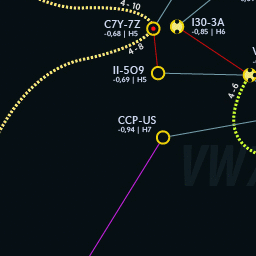 4 - 10
C7Y-7Z
-0,68 | H5
I30-3A
-0,85 | H6
4 - 8
II-5O9
-0,69 | H5
4 - 6
CCP-US
-0,94 | H7
VW